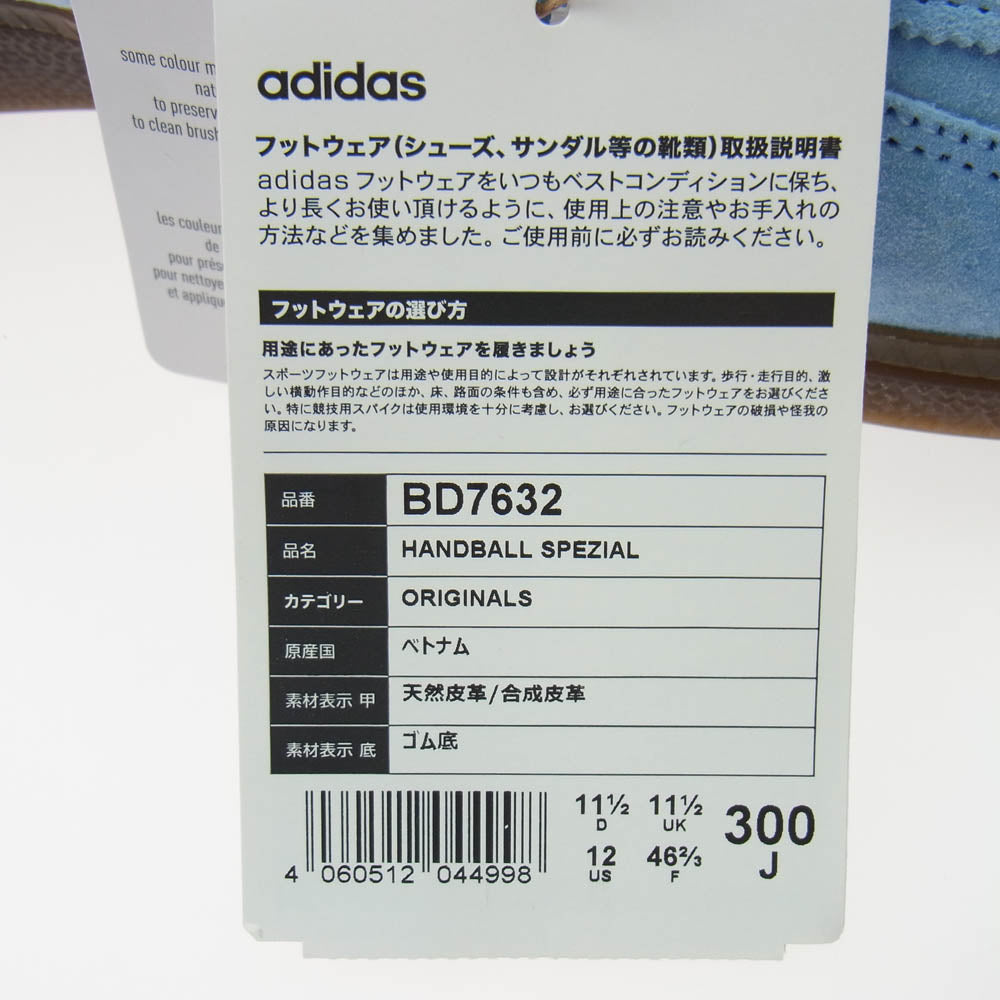 some colour m
nat
to preserv
to clean brush
les couleur
de
pour prés
pour nettoye
et applique
adidas
フットウェア(シューズ、サンダル等の靴類)取扱説明書
adidasフットウェアをいつもベストコンディションに保ち、
より長くお使い頂けるように、使用上の注意やお手入れの
方法などを集めました。ご使用前に必ずお読みください。
フットウェアの選び方
用途にあったフットウェアを履きましょう
スポーツフットウェアは用途や使用目的によって設計がそれぞれされています。歩行・走行目的、激
しい横動作目的などのほか、床、路面の条件も含め、必ず用途に合ったフットウェアをお選びくださ
い。特に競技用スパイクは使用環境を十分に考慮し、お選びください。フットウェアの破損や怪我の
原因になります。
品番 BD7632
品名 HANDBALL SPEZIAL
カテゴリー ORIGINALS
原産国 ベトナム
素材表示 甲 天然皮革/合成皮革
素材表示 底 ゴム底
11½ 11½ 300
D UK
12 46⅔ J
US F
4 060512 044998